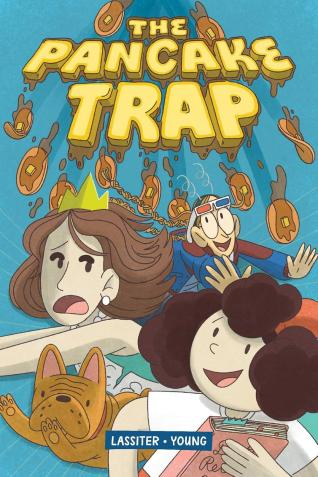 THE
PANCAKE
TRAP
LASSITER • YOUNG